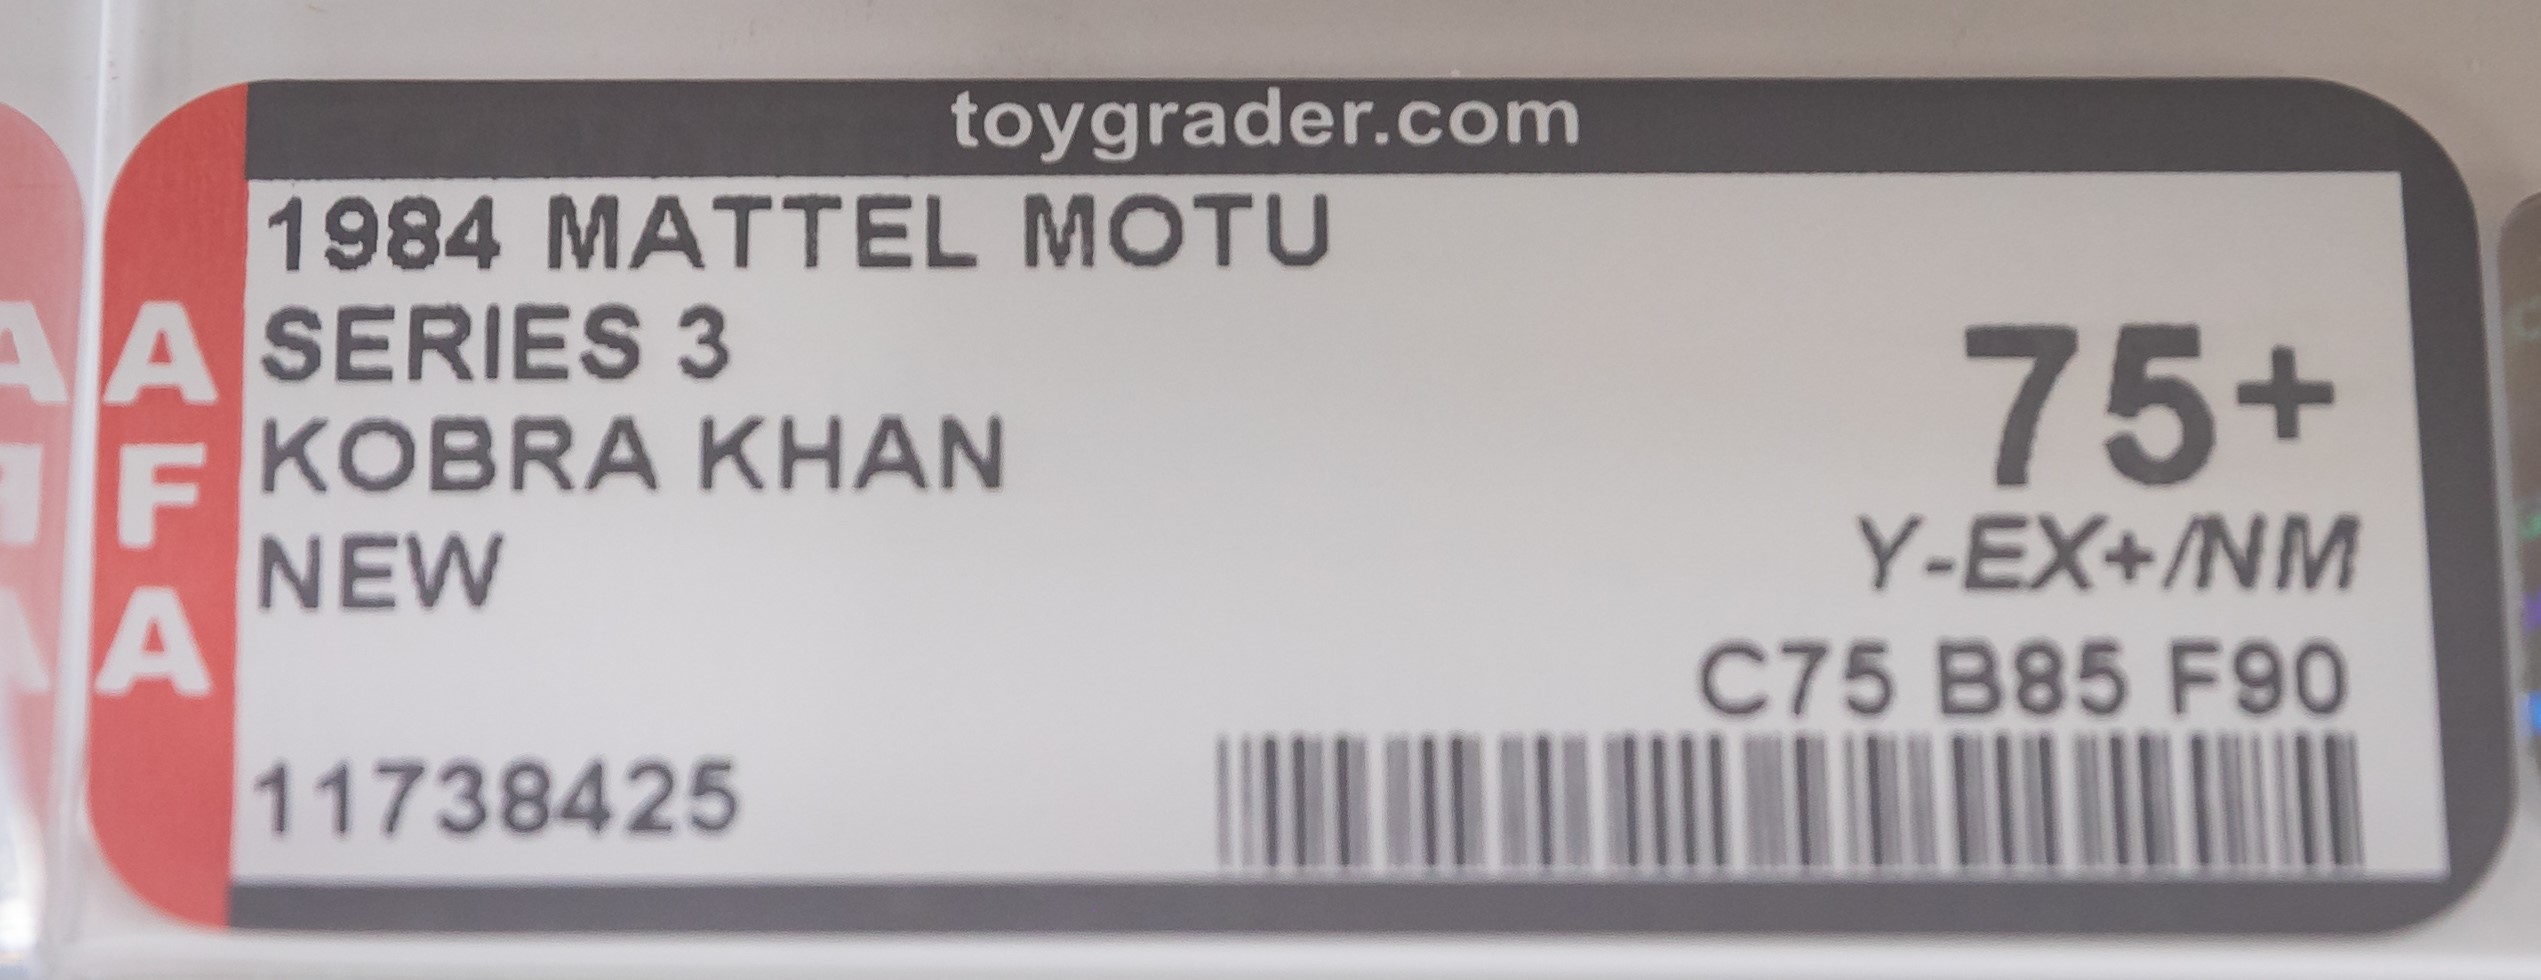 toygrader.com
AFA
1984 MATTEL MOTU
SERIES 3
KOBRA KHAN
NEW
75+
Y-EX+/NM
C75 B85 F90
11738425